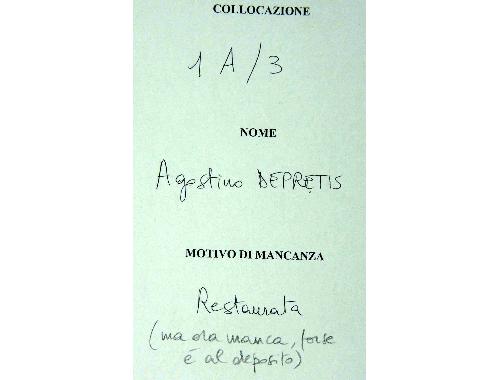 COLLOCAZIONE
1 A/3
NOME
Agostino DEPRETIS
MOTIVO DI MANCANZA
Restaurata
(ma ora manca, forse
é al deposito)